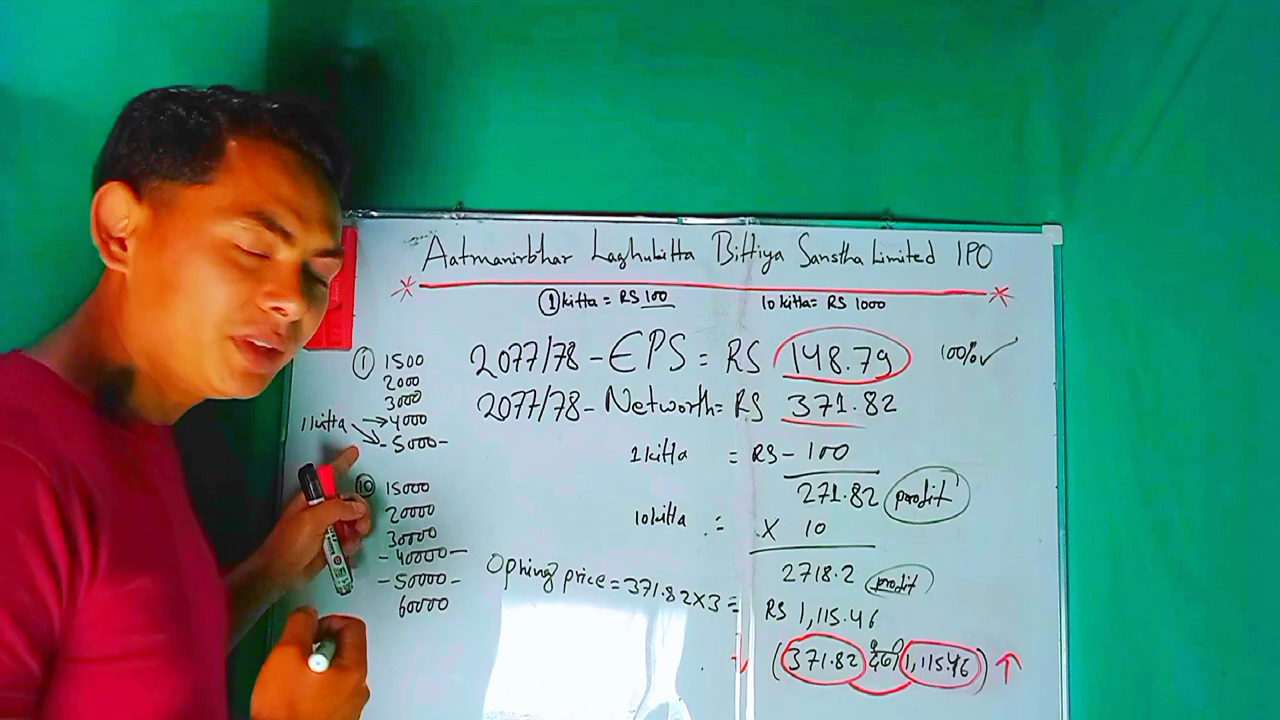 Aatmanirbhar Laghubitta Bittiya Sanstha Limited IPO
① kitta = RS 100
10 kitta = RS 1000
2077/78 - EPS = RS 148.79
100% ✓
2077/78 - Networth = RS 371.82
1 kitta = RS - 100
271.82 profit
10 kitta = X 10
2718.2 profit
Opning price = 371.82 X 3 = RS 1,115.46
↓ (371.82 1,115.46) ↑
① 1500
2000
3000
1 kitta → 4000
- 5000 -
⑩ 15000
20000
30000
- 40000 -
- 50000 -
60000